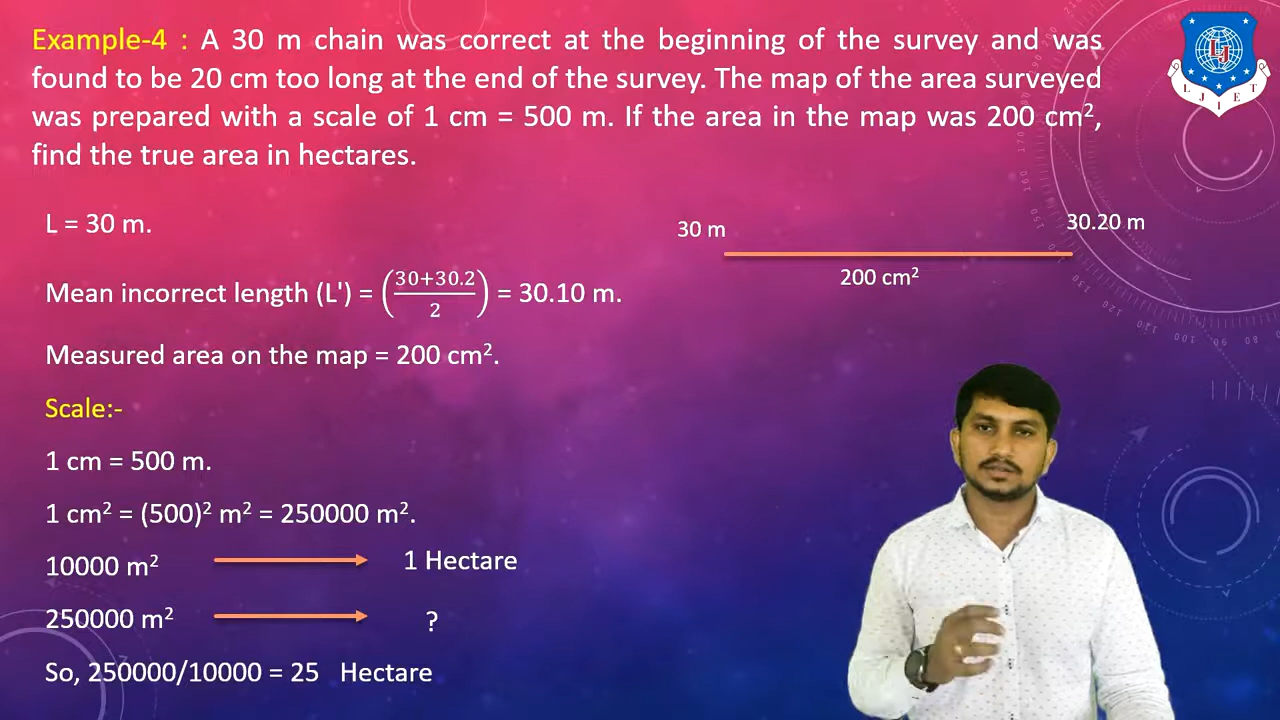 Example-4 : A 30 m chain was correct at the beginning of the survey and was
found to be 20 cm too long at the end of the survey. The map of the area surveyed
was prepared with a scale of 1 cm = 500 m. If the area in the map was 200 cm²,
find the true area in hectares.
L = 30 m.
30 m
30.20 m
200 cm²
Mean incorrect length (L') = (30+30.2/2) = 30.10 m.
Measured area on the map = 200 cm².
Scale:-
1 cm = 500 m.
1 cm² = (500)² m² = 250000 m².
10000 m² 1 Hectare
250000 m² ?
So, 250000/10000 = 25 Hectare
LJ
LJIET